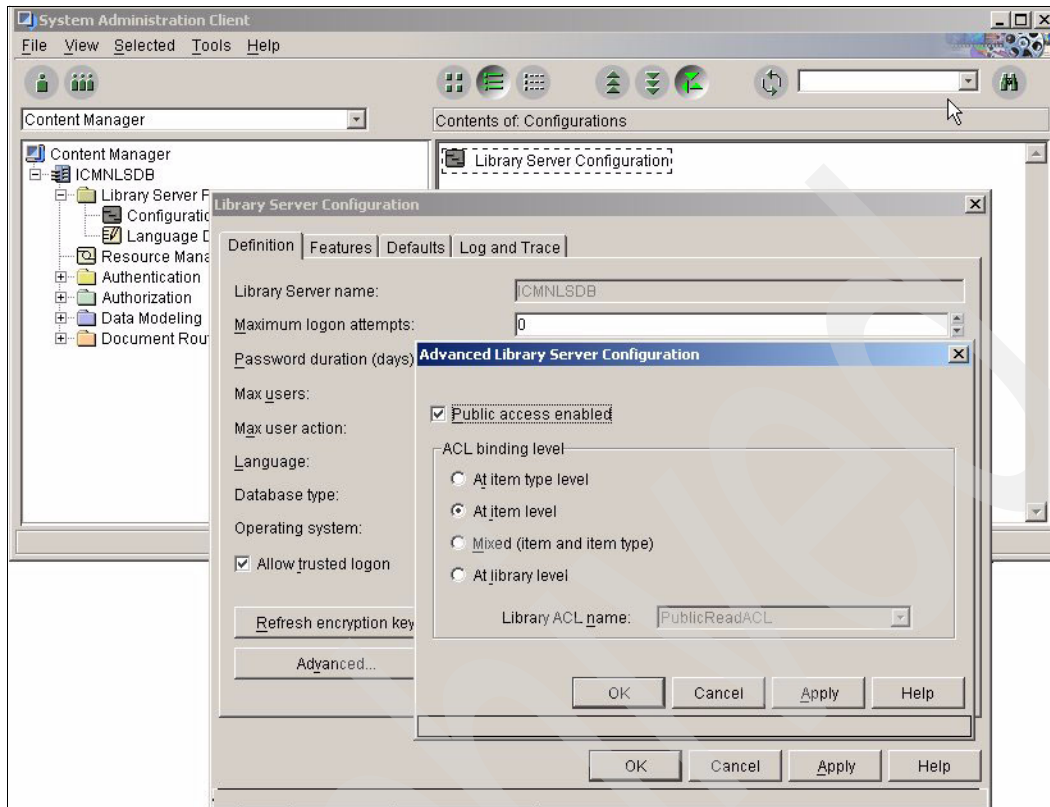 System Administration Client
File View Selected Tools Help
Content Manager
Contents of: Configurations
Content Manager
ICMNLSDB
Library Server
Language
Resource
Authentication
Authorization
Data Modeling
Document
Library Server Configuration
Library Server Configuration
Definition Features Defaults Log and Trace
Library Server name: ICMNLSDB
Maximum logon attempts: 0
Password duration (days)
Max users:
Max user action:
Language:
Database type:
Operating system:
Allow trusted logon
Refresh encryption key
Advanced...
Advanced Library Server Configuration
Public access enabled
ACL binding level
At item type level
At item level
Mixed (item and item type)
At library level
Library ACL name: PublicReadACL
OK Cancel Apply Help
OK Cancel Apply Help